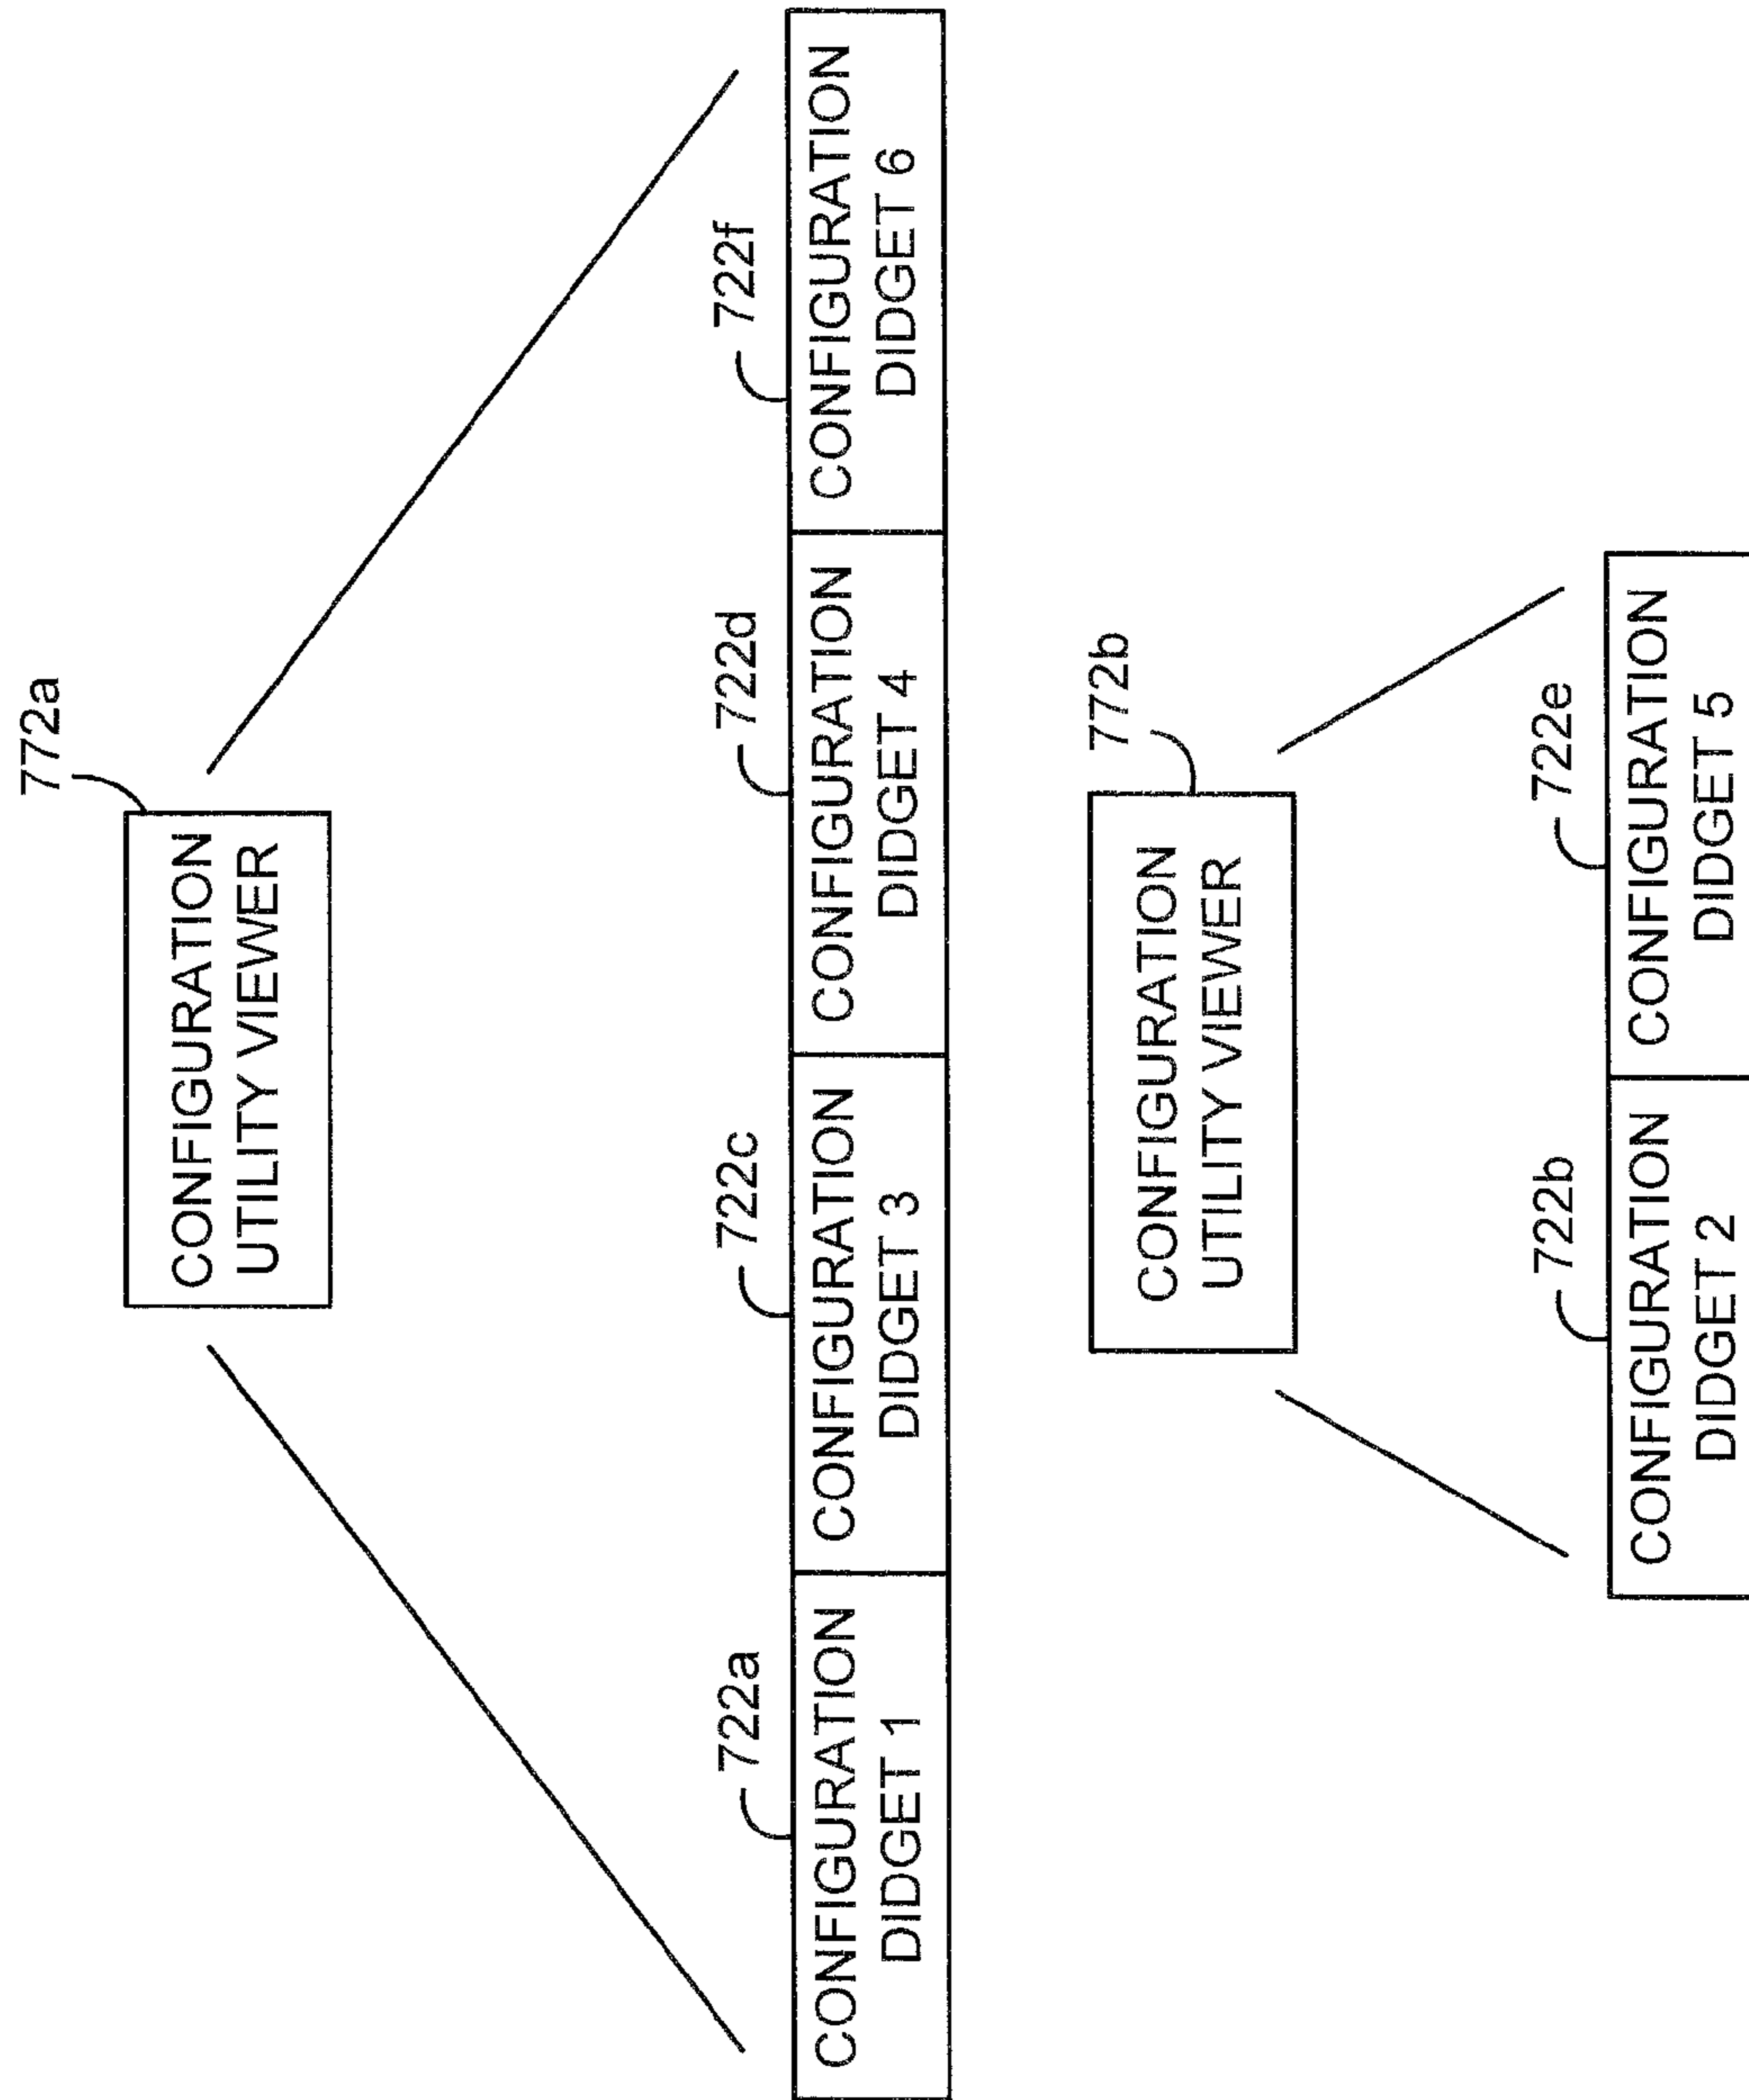 772a
CONFIGURATION
UTILITY VIEWER
722a
722c
722d
722f
CONFIGURATION
DIDGET 1
CONFIGURATION
DIDGET 3
CONFIGURATION
DIDGET 4
CONFIGURATION
DIDGET 6
772b
CONFIGURATION
UTILITY VIEWER
722b
722e
CONFIGURATION
DIDGET 2
CONFIGURATION
DIDGET 5